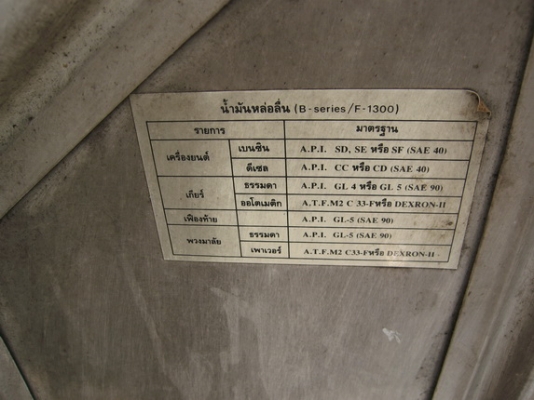 น้ำมันหล่อลื่น (B-series/F-1300)
รายการ มาตรฐาน
เครื่องยนต์ เบนซิน A.P.I. SD, SE หรือ SF (SAE 40)
ดีเซล A.P.I. CC หรือ CD (SAE 40)
เกียร์ ธรรมดา A.P.I. GL 4 หรือ GL 5 (SAE 90)
ออโตเมติก A.T.F.M2 C 33-Fหรือ DEXRON-II
เฟืองท้าย A.P.I. GL-5 (SAE 90)
พวงมาลัย ธรรมดา A.P.I. GL-5 (SAE 90)
เพาเวอร์ A.T.F.M2 C33-Fหรือ DEXRON-II